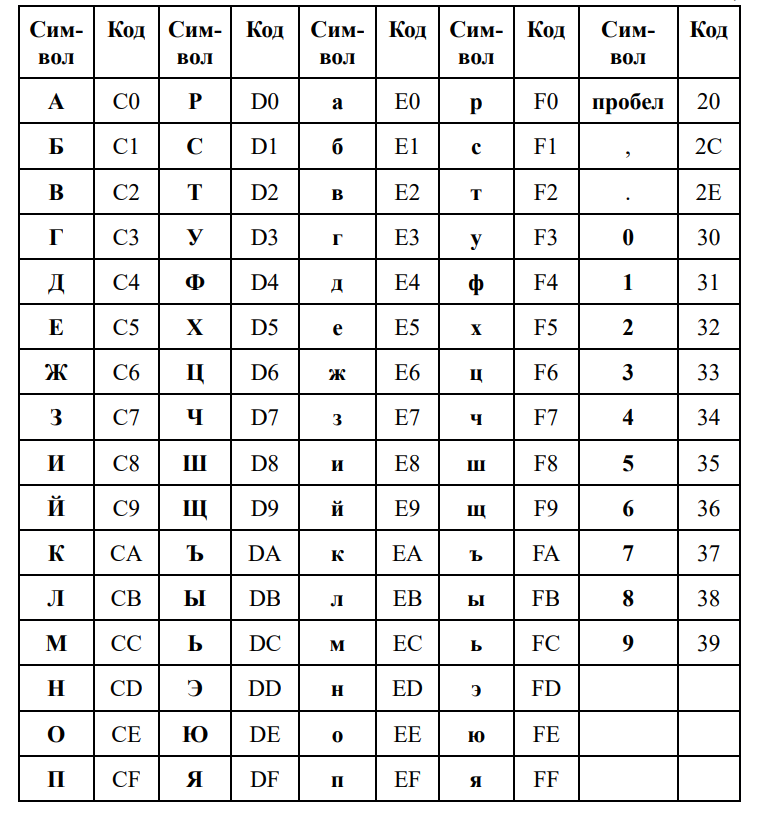 Сим-вол Код Сим-вол Код Сим-вол Код Сим-вол Код Сим-вол Код
А C0 Р D0 а E0 р F0 пробел 20
Б C1 С D1 б E1 с F1 , 2C
В C2 Т D2 в E2 т F2 . 2E
Г C3 У D3 г E3 у F3 0 30
Д C4 Ф D4 д E4 ф F4 1 31
Е C5 Х D5 е E5 х F5 2 32
Ж C6 Ц D6 ж E6 ц F6 3 33
З C7 Ч D7 з E7 ч F7 4 34
И C8 Ш D8 и E8 ш F8 5 35
Й C9 Щ D9 й E9 щ F9 6 36
К CA Ъ DA к EA ъ FA 7 37
Л CB Ы DB л EB ы FB 8 38
М CC Ь DC м EC ь FC 9 39
Н CD Э DD н ED э FD
О CE Ю DE о EE ю FE
П CF Я DF п EF я FF